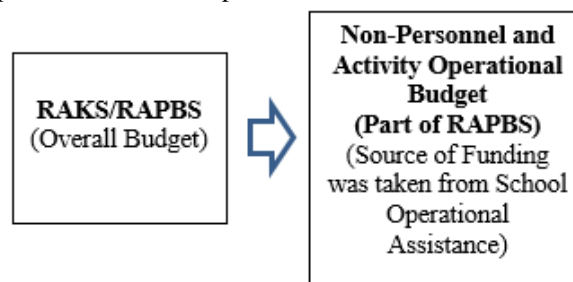 RAKS/RAPBS
(Overall Budget)
Non-Personnel and
Activity Operational
Budget
(Part of RAPBS)
(Source of Funding
was taken from School
Operational
Assistance)